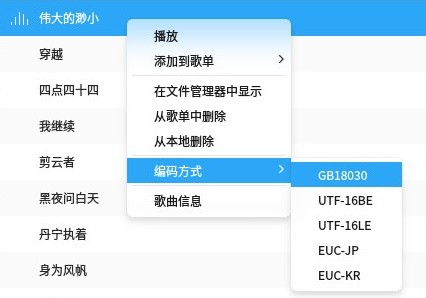 伟大的渺小
穿越
四点四十四
我继续
剪云者
黑夜问白天
丹宁执着
身为风帆
播放
添加到歌单
在文件管理器中显示
从歌单中删除
从本地删除
编码方式
歌曲信息
GB18030
UTF-16BE
UTF-16LE
EUC-JP
EUC-KR